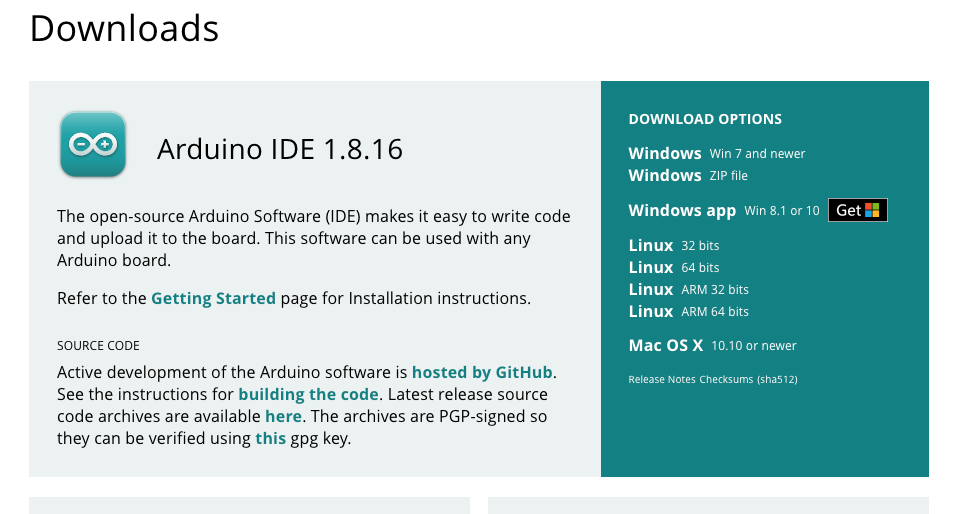 Downloads
Arduino IDE 1.8.16
The open-source Arduino Software (IDE) makes it easy to write code
and upload it to the board. This software can be used with any
Arduino board.
Refer to the Getting Started page for Installation instructions.
SOURCE CODE
Active development of the Arduino software is hosted by GitHub.
See the instructions for building the code. Latest release source
code archives are available here. The archives are PGP-signed so
they can be verified using this gpg key.
DOWNLOAD OPTIONS
Windows Win 7 and newer
Windows ZIP file
Windows app Win 8.1 or 10 Get
Linux 32 bits
Linux 64 bits
Linux ARM 32 bits
Linux ARM 64 bits
Mac OS X 10.10 or newer
Release Notes Checksums (sha512)